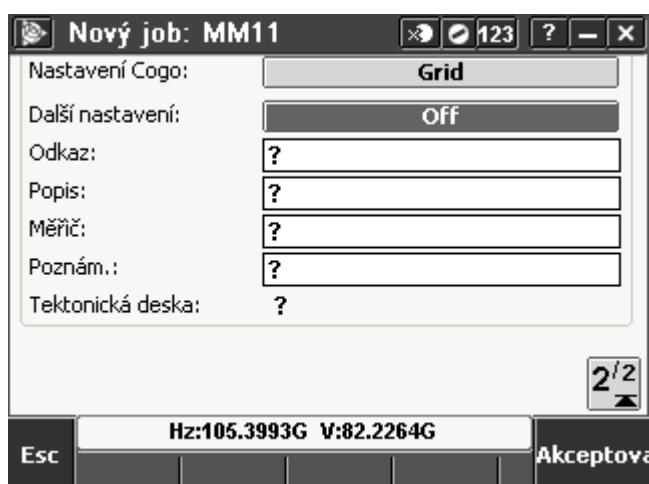 Nový job: MM11 123 ? — X
Nastavení Cogo: Grid
Další nastavení: Off
Odkaz: ?
Popis: ?
Měřič: ?
Poznám.: ?
Tektonická deska: ?
2/2
Hz:105.3993G V:82.2264G
Esc Akceptova